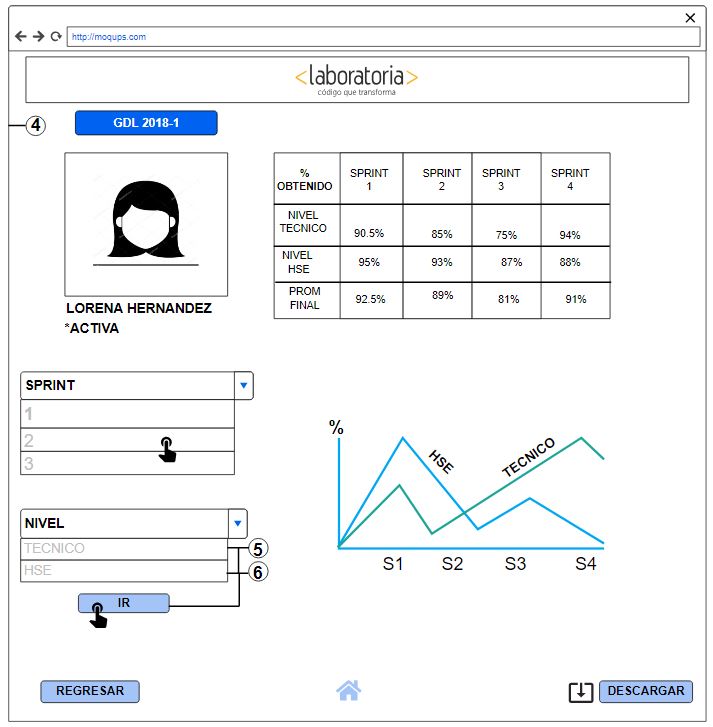 http://moqups.com
<laboratoria>
código que transforma
4
GDL 2018-1
% OBTENIDO SPRINT 1 SPRINT 2 SPRINT 3 SPRINT 4
NIVEL TECNICO 90.5% 85% 75% 94%
NIVEL HSE 95% 93% 87% 88%
PROM FINAL 92.5% 89% 81% 91%
LORENA HERNANDEZ
*ACTIVA
SPRINT
1
2
3
NIVEL
TECNICO
HSE
5
6
IR
%
HSE
TECNICO
S1 S2 S3 S4
REGRESAR
DESCARGAR